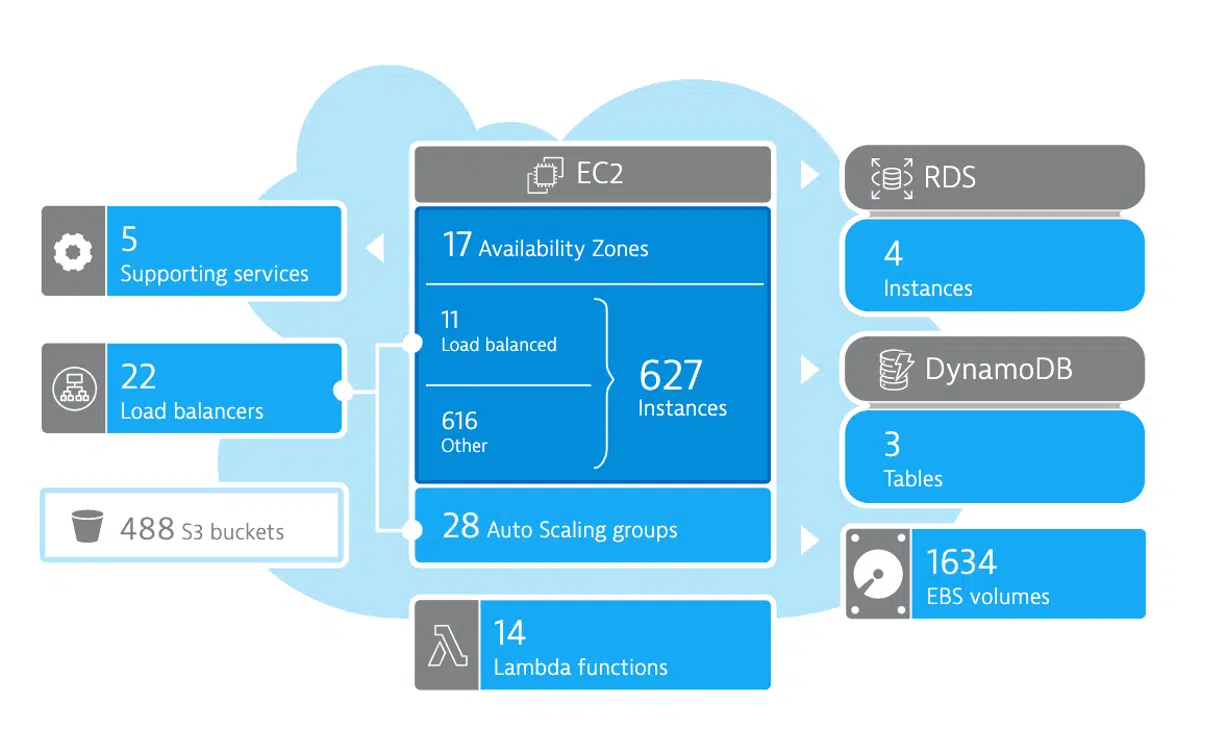 EC2
17 Availability Zones
11
Load balanced
616
Other
627
Instances
28 Auto Scaling groups
5
Supporting services
22
Load balancers
488 S3 buckets
14
Lambda functions
RDS
4
Instances
DynamoDB
3
Tables
1634
EBS volumes